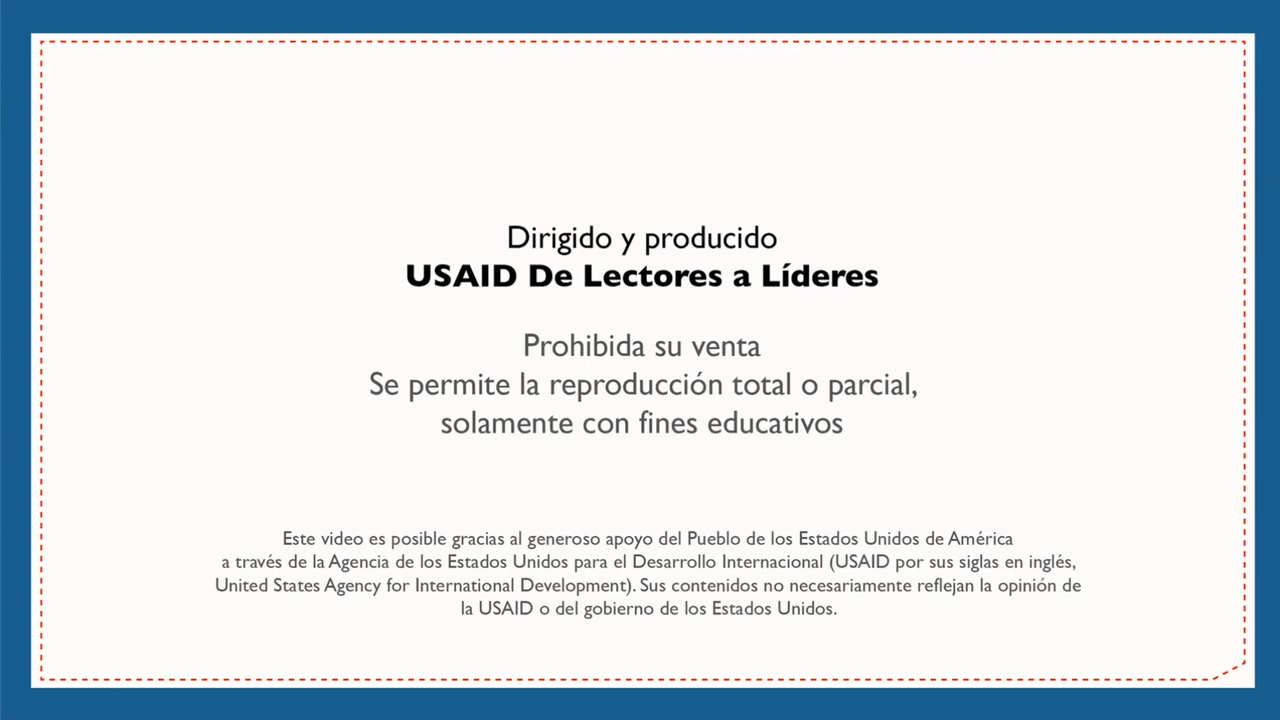 Dirigido y producido
USAID De Lectores a Líderes
Prohibida su venta
Se permite la reproducción total o parcial,
solamente con fines educativos
Este video es posible gracias al generoso apoyo del Pueblo de los Estados Unidos de América
a través de la Agencia de los Estados Unidos para el Desarrollo Internacional (USAID por sus siglas en inglés,
United States Agency for International Development). Sus contenidos no necesariamente reflejan la opinión de
la USAID o del gobierno de los Estados Unidos.